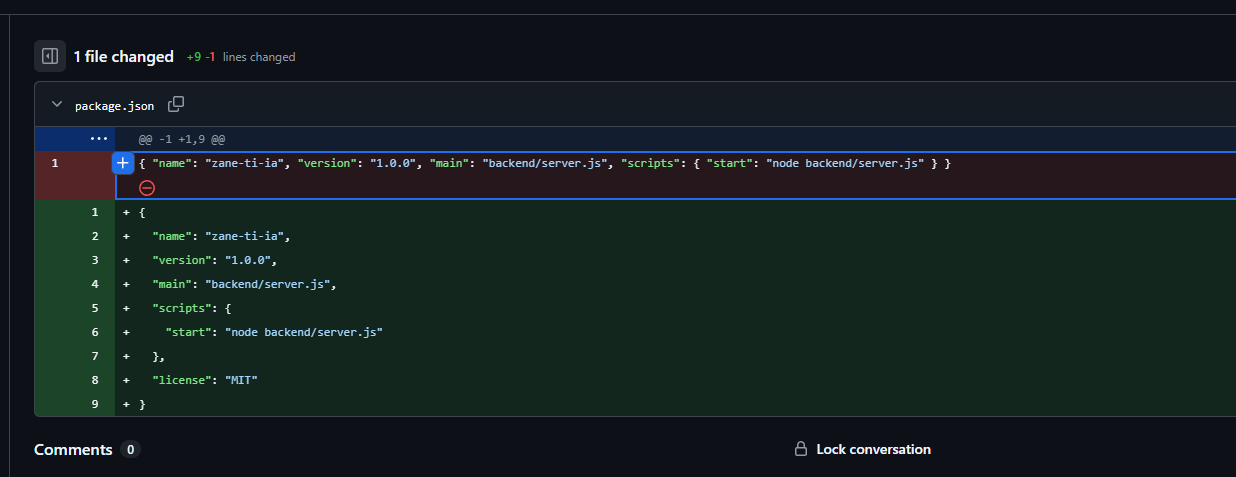 1 file changed +9 -1 lines changed
package.json
... @@ -1 +1,9 @@
1 + { "name": "zane-ti-ia", "version": "1.0.0", "main": "backend/server.js", "scripts": { "start": "node backend/server.js" } }
1 + {
2 +   "name": "zane-ti-ia",
3 +   "version": "1.0.0",
4 +   "main": "backend/server.js",
5 +   "scripts": {
6 +     "start": "node backend/server.js"
7 +   },
8 +   "license": "MIT"
9 + }
Comments 0 Lock conversation